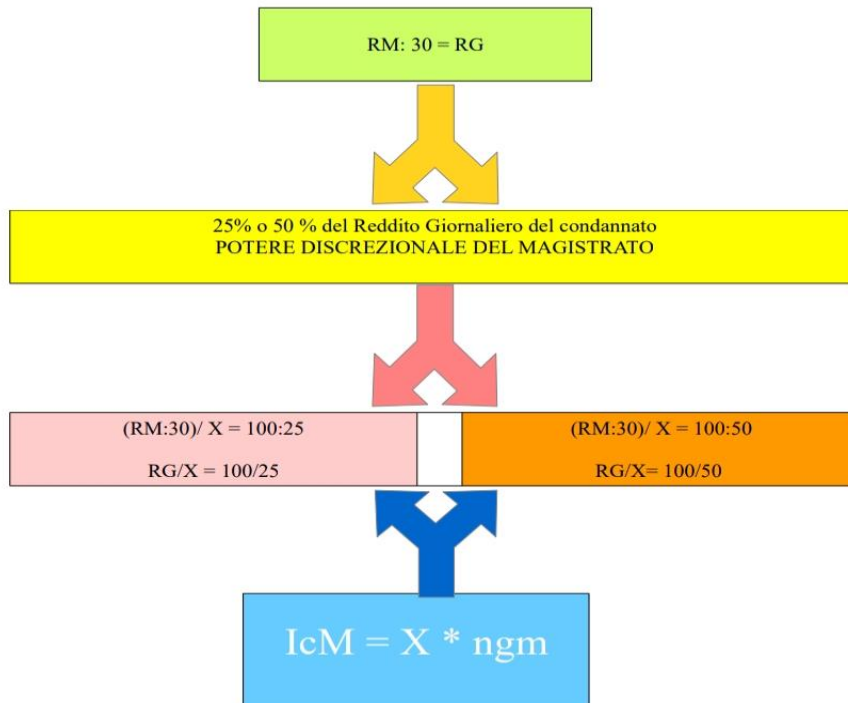 RM: 30 = RG
25% o 50 % del Reddito Giornaliero del condannato
POTERE DISCREZIONALE DEL MAGISTRATO
(RM:30)/ X = 100:25
RG/X = 100/25
(RM:30)/ X = 100:50
RG/X= 100/50
IcM = X * ngm